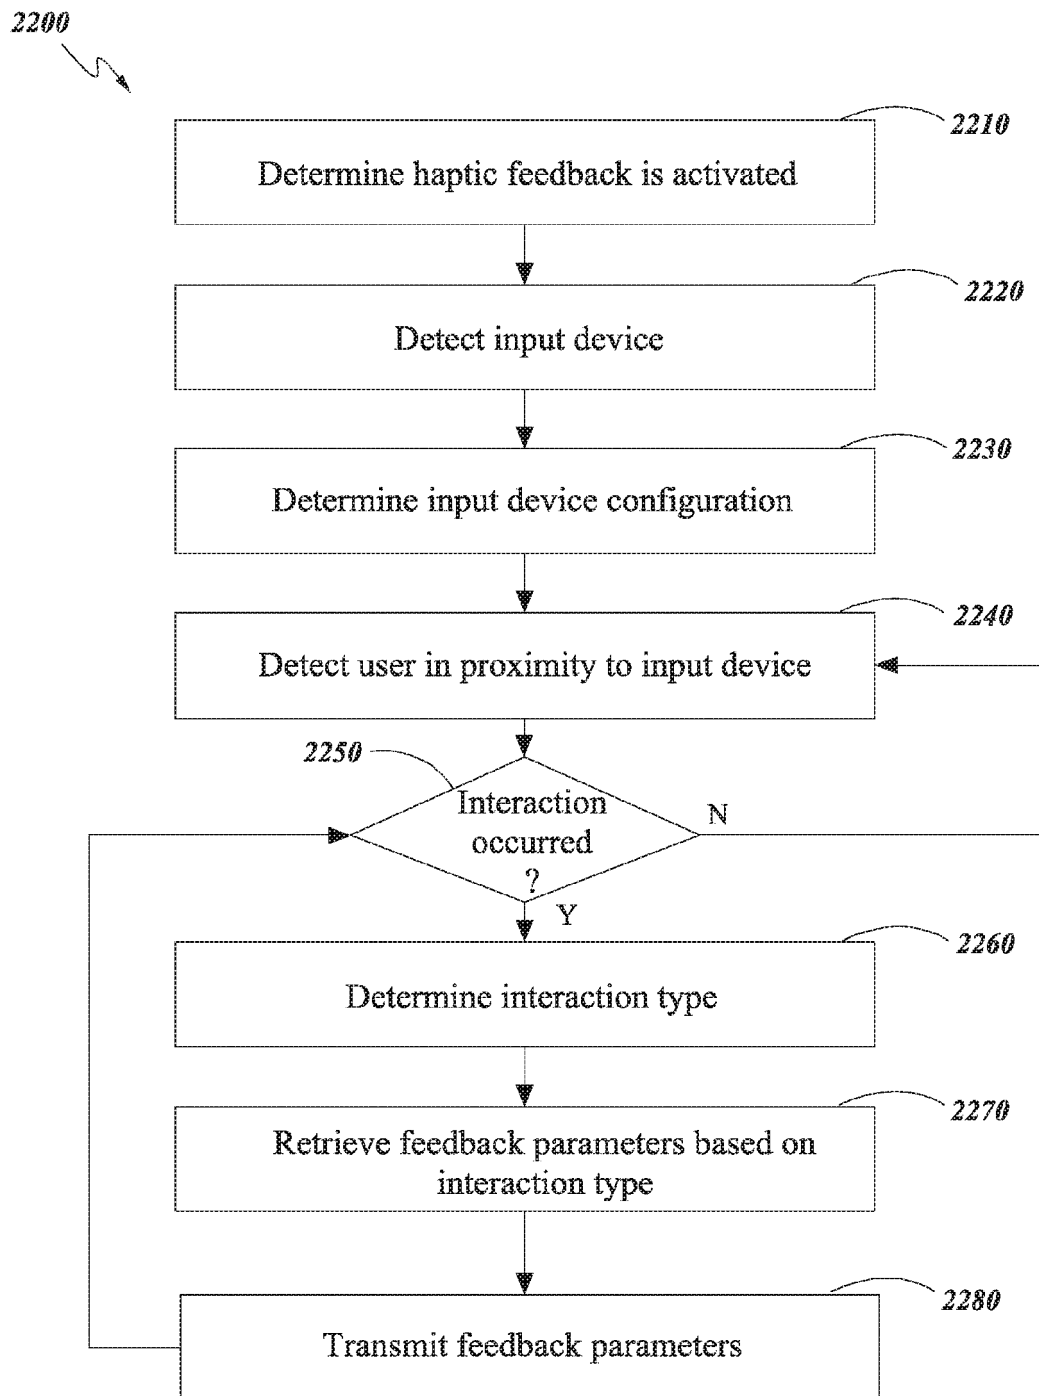 2200
2210
Determine haptic feedback is activated
2220
Detect input device
2230
Determine input device configuration
2240
Detect user in proximity to input device
2250
Interaction
occurred
?
N
Y
2260
Determine interaction type
2270
Retrieve feedback parameters based on
interaction type
2280
Transmit feedback parameters